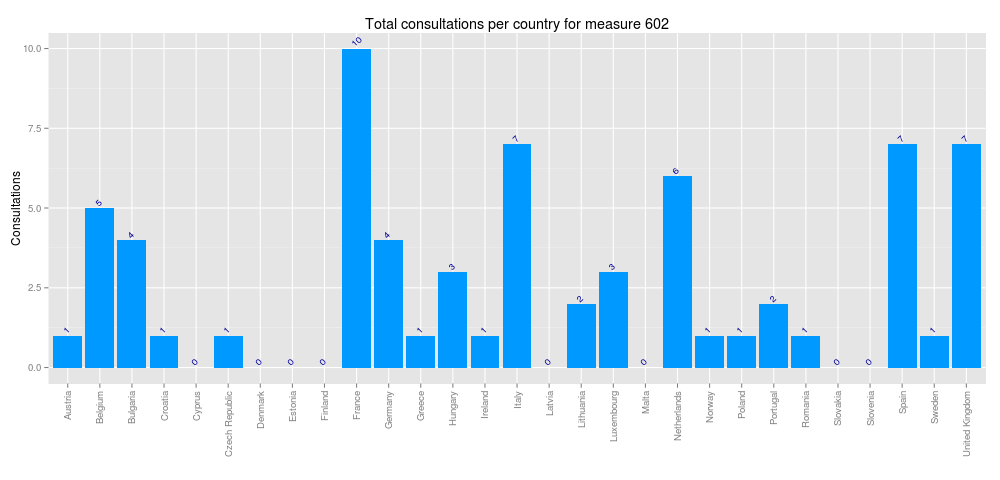 Total consultations per country for measure 602
Consultations
10.0
7.5
5.0
2.5
0.0
1
5
4
1
0
1
0
0
0
10
4
1
3
1
7
0
2
3
0
6
1
1
2
1
0
0
7
1
7
Austria
Belgium
Bulgaria
Croatia
Cyprus
Czech Republic
Denmark
Estonia
Finland
France
Germany
Greece
Hungary
Ireland
Italy
Latvia
Lithuania
Luxembourg
Malta
Netherlands
Norway
Poland
Portugal
Romania
Slovakia
Slovenia
Spain
Sweden
United Kingdom